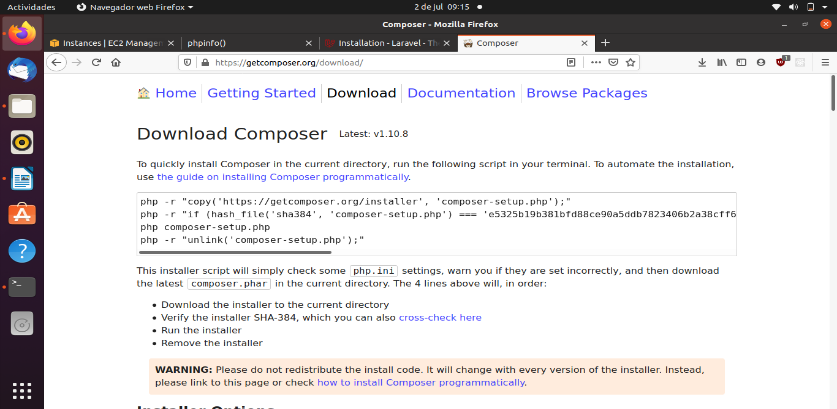 Actividades Navegador web Firefox 2 de jul 09:15
Composer - Mozilla Firefox
Instances | EC2 Managem phpinfo() Installation - Laravel - Th Composer
https://getcomposer.org/download/
Home Getting Started Download Documentation Browse Packages
Download Composer Latest: v1.10.8
To quickly install Composer in the current directory, run the following script in your terminal. To automate the installation,
use the guide on installing Composer programmatically.
php -r "copy('https://getcomposer.org/installer', 'composer-setup.php');"
php -r "if (hash_file('sha384', 'composer-setup.php') === 'e5325b19b381bfd88ce90a5ddb7823406b2a38cff6
php composer-setup.php
php -r "unlink('composer-setup.php');"
This installer script will simply check some php.ini settings, warn you if they are set incorrectly, and then download
the latest composer.phar in the current directory. The 4 lines above will, in order:
• Download the installer to the current directory
• Verify the installer SHA-384, which you can also cross-check here
• Run the installer
• Remove the installer
WARNING: Please do not redistribute the install code. It will change with every version of the installer. Instead,
please link to this page or check how to install Composer programmatically.
Installer Options